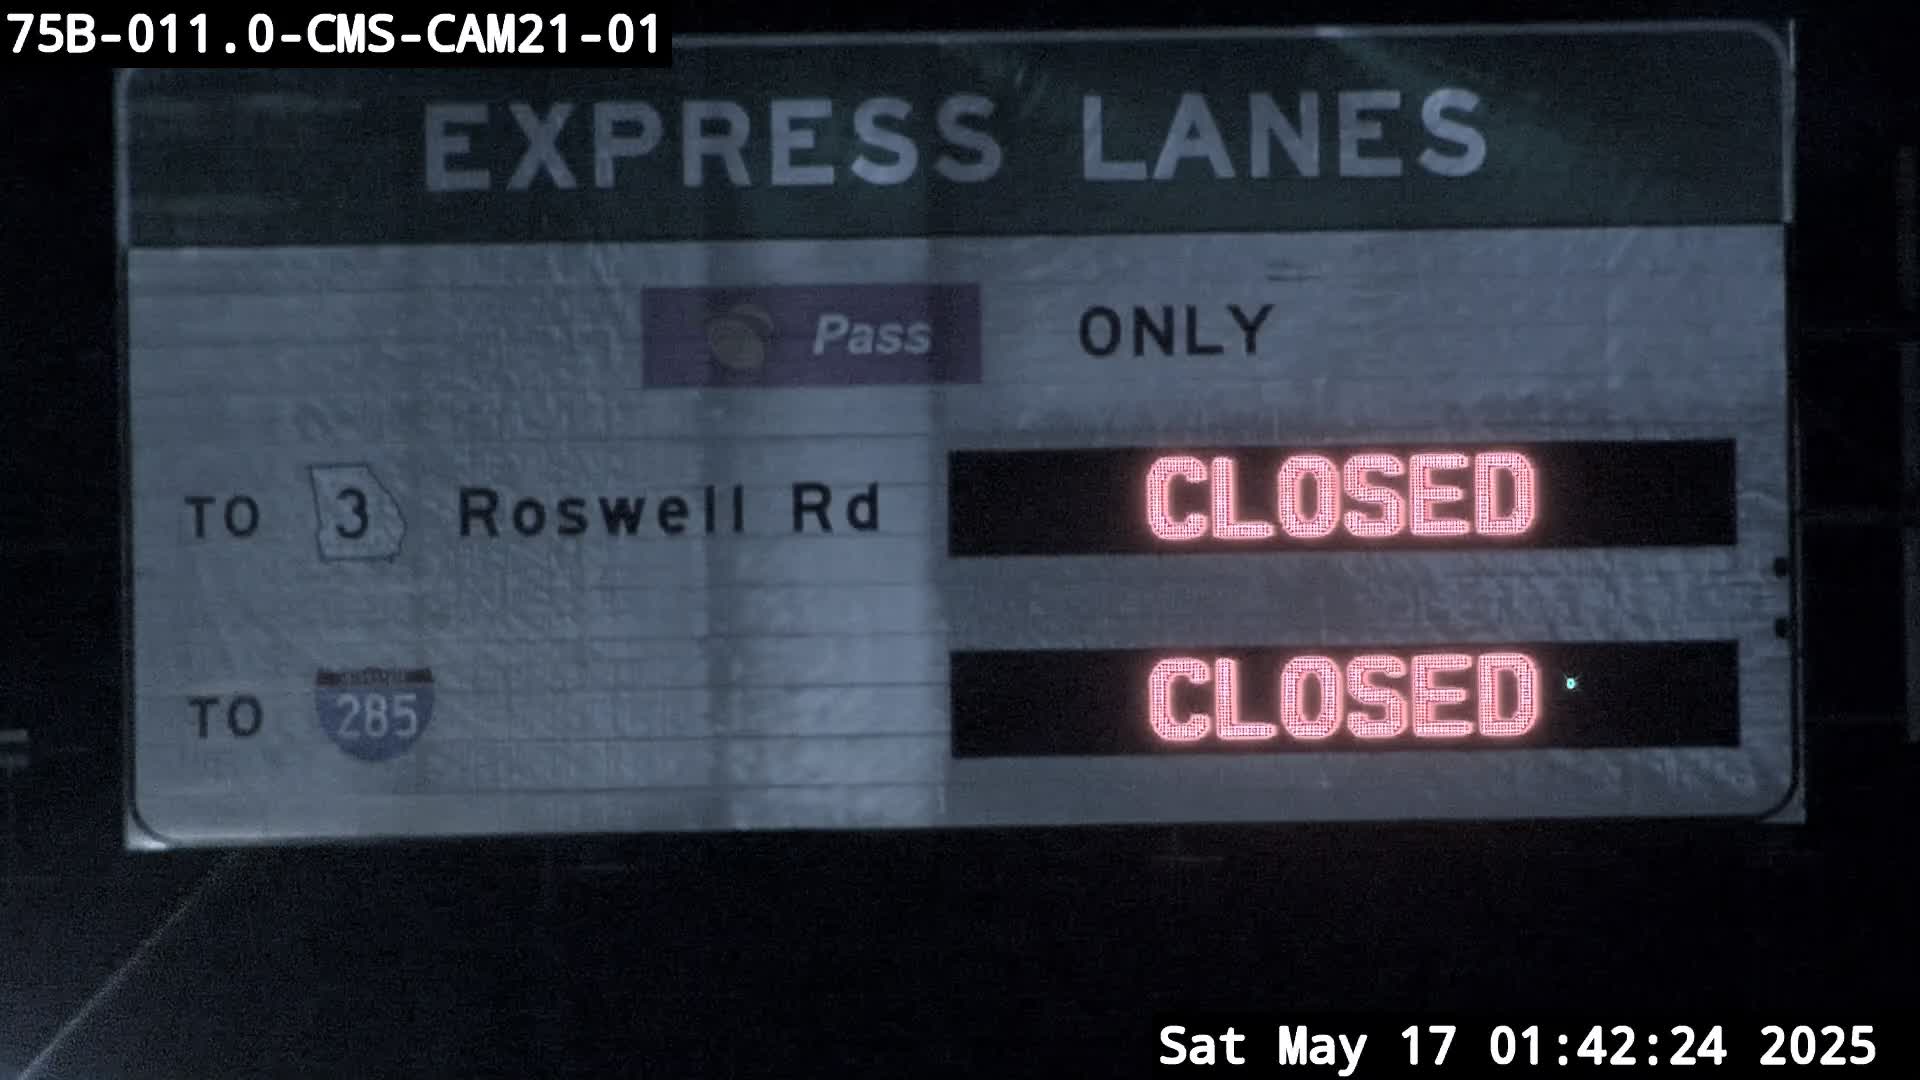 75B-011.0-CMS-CAM21-01
EXPRESS LANES
Pass ONLY
TO 3 Roswell Rd CLOSED
TO 285 CLOSED
Sat May 17 01:42:24 2025